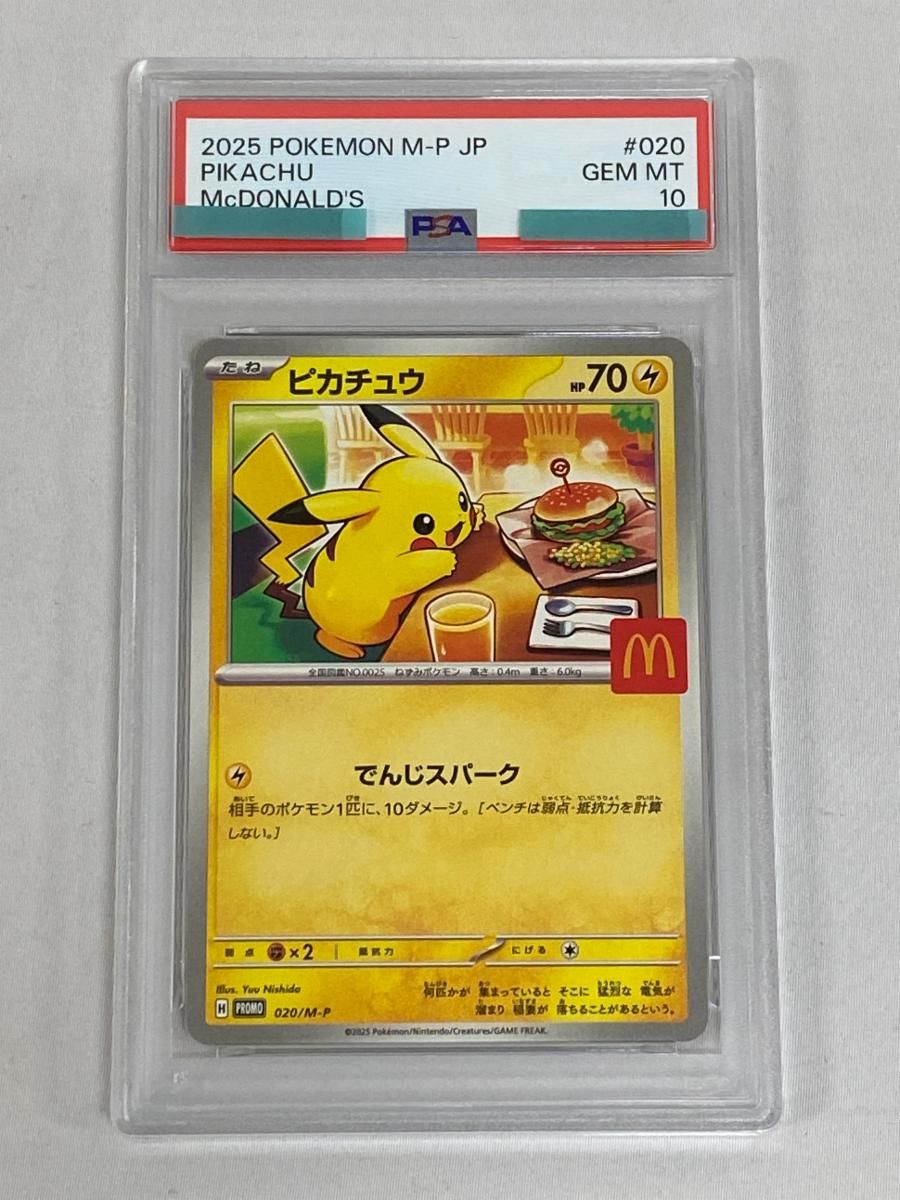 2025 POKEMON M-P JP #020
PIKACHU GEM MT
McDONALD'S 10
PSA
たね ピカチュウ HP70
全国図鑑NO.0025 ねずみポケモン 高さ:0.4m 重さ:6.0kg
でんじスパーク
相手のポケモン1匹に、10ダメージ。[ベンチは弱点・抵抗力を計算
しない。]
弱点 ×2 抵抗力 にげる
Illus. Yuu Nishida
何匹かが 集まっていると そこに 猛烈な 電気が
溜まり 稲妻が 落ちることがあるという。
H PROMO 020/M-P
©2025 Pokémon/Nintendo/Creatures/GAME FREAK.